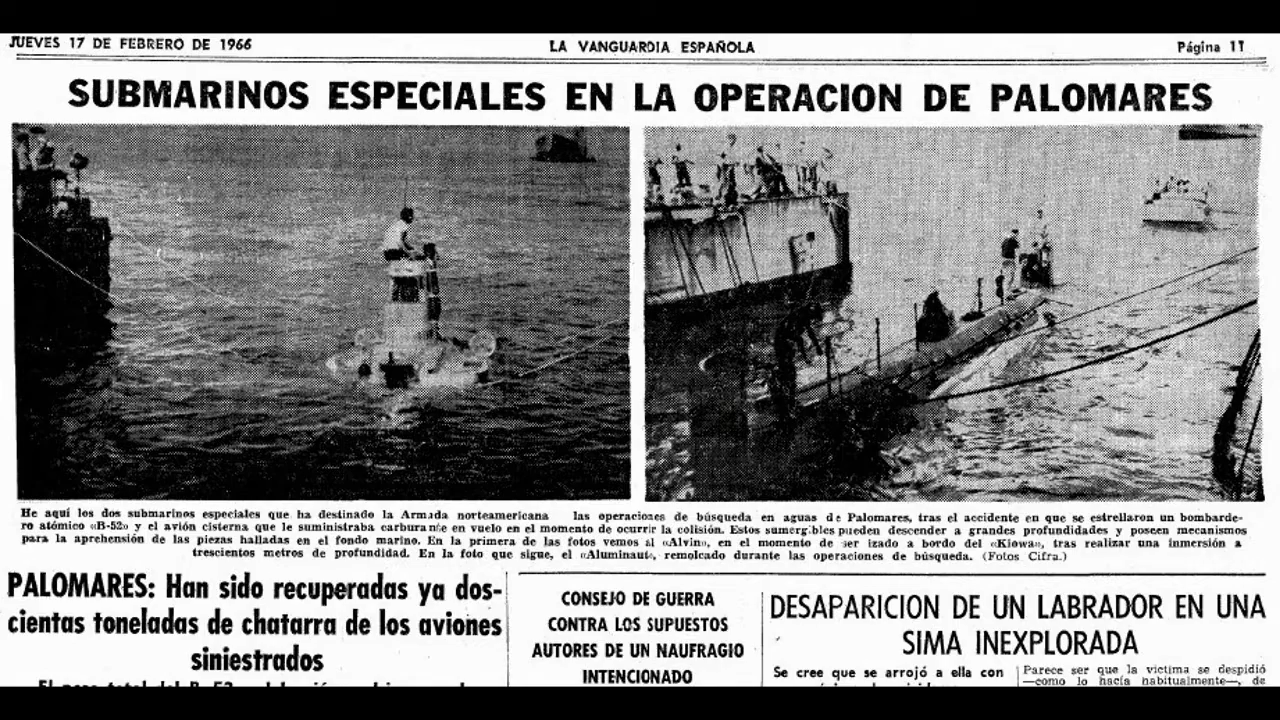 JUEVES 17 DE FEBRERO DE 1966
LA VANGUARDIA ESPAÑOLA
Página 11
SUBMARINOS ESPECIALES EN LA OPERACION DE PALOMARES
He aquí los dos submarinos especiales que ha destinado la Armada norteamericana las operaciones de búsqueda en aguas de Palomares, tras el accidente en que se estrellaron un bombarde-
ro atómico «B-52» y el avión cisterna que le suministraba carburante en vuelo en el momento de ocurrir la colisión. Estos sumergibles pueden descender a grandes profundidades y poseen mecanismos
para la aprehensión de las piezas halladas en el fondo marino. En la primera de las fotos vemos al «Alvin», en el momento de ser izado a bordo del «Kiowa», tras realizar una inmersión a
trescientos metros de profundidad. En la foto que sigue, el «Aluminaut», remolcado durante las operaciones de búsqueda. (Fotos Cifra.)
PALOMARES: Han sido recuperadas ya dos-
cientas toneladas de chatarra de los aviones
siniestrados
CONSEJO DE GUERRA
CONTRA LOS SUPUESTOS
AUTORES DE UN NAUFRAGIO
INTENCIONADO
DESAPARICION DE UN LABRADOR EN UNA
SIMA INEXPLORADA
Se cree que se arrojó a ella con
Parece ser que la víctima se despidió
—como lo hacía habitualmente—, de